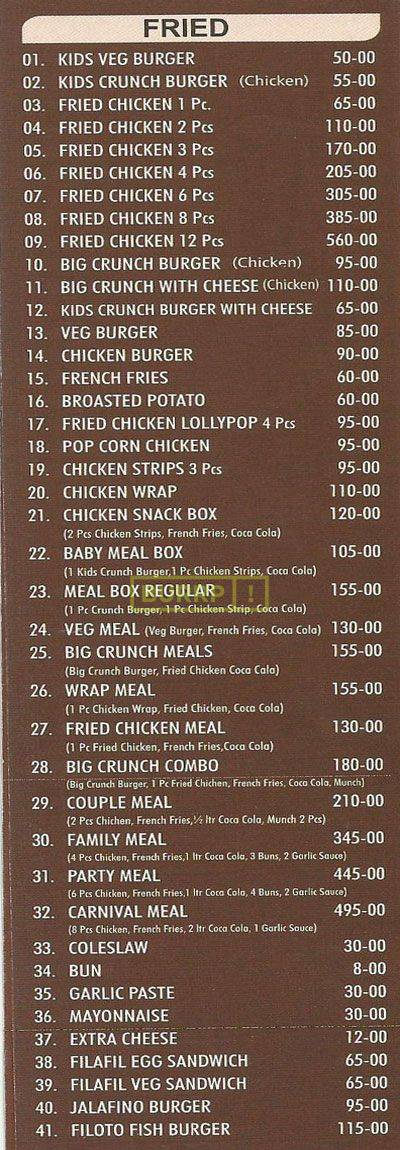 FRIED
01. KIDS VEG BURGER 50-00
02. KIDS CRUNCH BURGER (Chicken) 55-00
03. FRIED CHICKEN 1 Pc. 65-00
04. FRIED CHICKEN 2 Pcs 110-00
05. FRIED CHICKEN 3 Pcs 170-00
06. FRIED CHICKEN 4 Pcs 205-00
07. FRIED CHICKEN 6 Pcs 305-00
08. FRIED CHICKEN 8 Pcs 385-00
09. FRIED CHICKEN 12 Pcs 560-00
10. BIG CRUNCH BURGER (Chicken) 95-00
11. BIG CRUNCH WITH CHEESE (Chicken) 110-00
12. KIDS CRUNCH BURGER WITH CHEESE 65-00
13. VEG BURGER 85-00
14. CHICKEN BURGER 90-00
15. FRENCH FRIES 60-00
16. BROASTED POTATO 60-00
17. FRIED CHICKEN LOLLYPOP 4 Pcs 95-00
18. POP CORN CHICKEN 95-00
19. CHICKEN STRIPS 3 Pcs 95-00
20. CHICKEN WRAP 110-00
21. CHICKEN SNACK BOX 120-00
(2 Pcs Chicken Strips, French Fries, Coca Cola)
22. BABY MEAL BOX 105-00
(1 Kids Crunch Burger,1 Pc Chicken Strips, Coca Cola)
23. MEAL BOX REGULAR 155-00
(1 Pc Crunch Burger, 1 Pc Chicken Strip, Coca Cola)
24. VEG MEAL (Veg Burger, French Fries, Coca Cola) 130-00
25. BIG CRUNCH MEALS 155-00
(Big Crunch Burger, Fried Chicken Coca Cala)
26. WRAP MEAL 155-00
(1 Pc Chicken Wrap, Fried Chicken, Coca Cola)
27. FRIED CHICKEN MEAL 130-00
(1 Pc Fried Chicken, French Fries,Coca Cala)
28. BIG CRUNCH COMBO 180-00
(Big Crunch Burger, 1 Pc Fried Chichen, French Fries, Coca Cola, Munch)
29. COUPLE MEAL 210-00
(2 Pcs Chichen, French Fries,½ ltr Coca Cola, Munch 2 Pcs)
30. FAMILY MEAL 345-00
(4 Pcs Chicken, French Fries,1 ltr Coca Cola, 3 Buns, 2 Garlic Sauce)
31. PARTY MEAL 445-00
(6 Pcs Chicken, French Fries,1 ltr Coca Cola, 4 Buns, 2 Garlic Sauce)
32. CARNIVAL MEAL 495-00
(8 Pcs Chicken, French Fries, 2 ltr Coca Cola, 1 Garlic Sauce)
33. COLESLAW 30-00
34. BUN 8-00
35. GARLIC PASTE 30-00
36. MAYONNAISE 30-00
37. EXTRA CHEESE 12-00
38. FILAFIL EGG SANDWICH 65-00
39. FILAFIL VEG SANDWICH 65-00
40. JALAFINO BURGER 95-00
41. FILOTO FISH BURGER 115-00